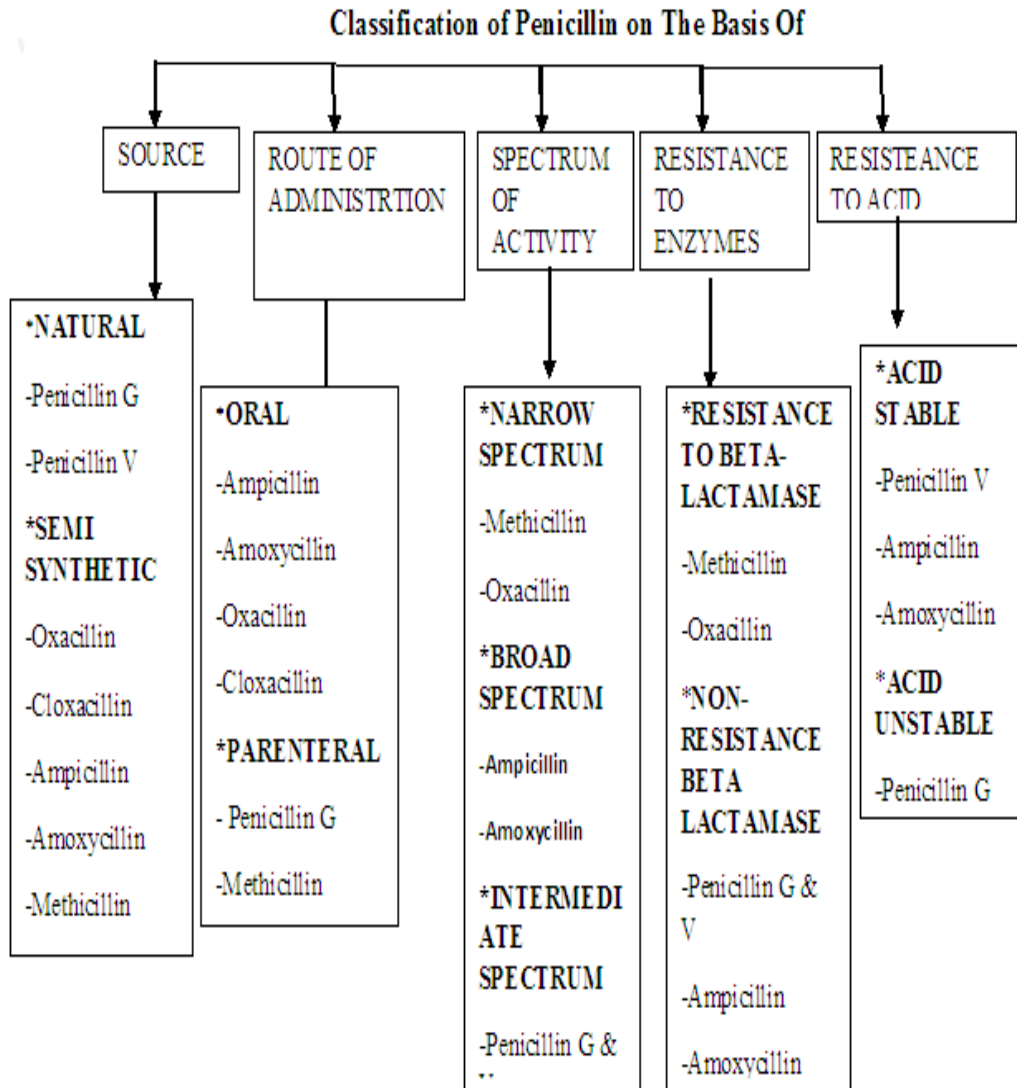 Classification of Penicillin on The Basis Of
SOURCE
ROUTE OF
ADMINISTRTION
SPECTRUM
OF
ACTIVITY
RESISTANCE
TO
ENZYMES
RESISTEANCE
TO ACID
*NATURAL
-Penicillin G
-Penicillin V
*SEMI
SYNTHETIC
-Oxacillin
-Cloxacillin
-Ampicillin
-Amoxycillin
-Methicillin
*ORAL
-Ampicillin
-Amoxycillin
-Oxacillin
-Cloxacillin
*PARENTERAL
- Penicillin G
-Methicillin
*NARROW
SPECTRUM
-Methicillin
-Oxacillin
*BROAD
SPECTRUM
-Ampicillin
-Amoxycillin
*INTERMEDI
ATE
SPECTRUM
-Penicillin G &
*RESISTANCE
TO BETA-
LACTAMASE
-Methicillin
-Oxacillin
*NON-
RESISTANCE
BETA
LACTAMASE
-Penicillin G &
V
-Ampicillin
-Amoxycillin
*ACID
STABLE
-Penicillin V
-Ampicillin
-Amoxycillin
*ACID
UNSTABLE
-Penicillin G